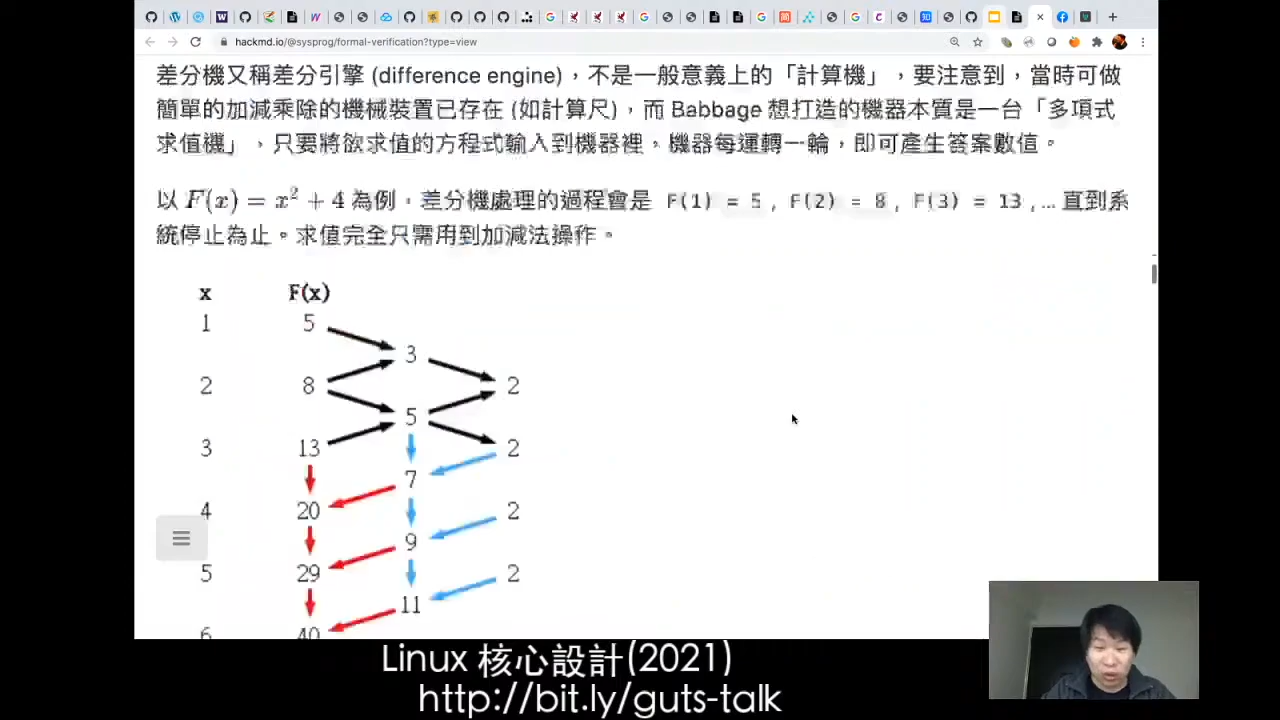 hackmd.io/@sysprog/formal-verification?type=view
差分機又稱差分引擎 (difference engine)，不是一般意義上的「計算機」，要注意到，當時可做
簡單的加減乘除的機械裝置已存在 (如計算尺)，而 Babbage 想打造的機器本質是一台「多項式
求值機」，只要將欲求值的方程式輸入到機器裡，機器每運轉一輪，即可產生答案數值。
以 F(x) = x² + 4 為例，差分機處理的過程會是 F(1) = 5 , F(2) = 8 , F(3) = 13 ,… 直到系
統停止為止。求值完全只需用到加減法操作。
x F(x)
1 5
3
2 8 2
5
3 13 2
7
4 20 2
9
5 29 2
11
6 40
Linux 核心設計(2021)
http://bit.ly/guts-talk